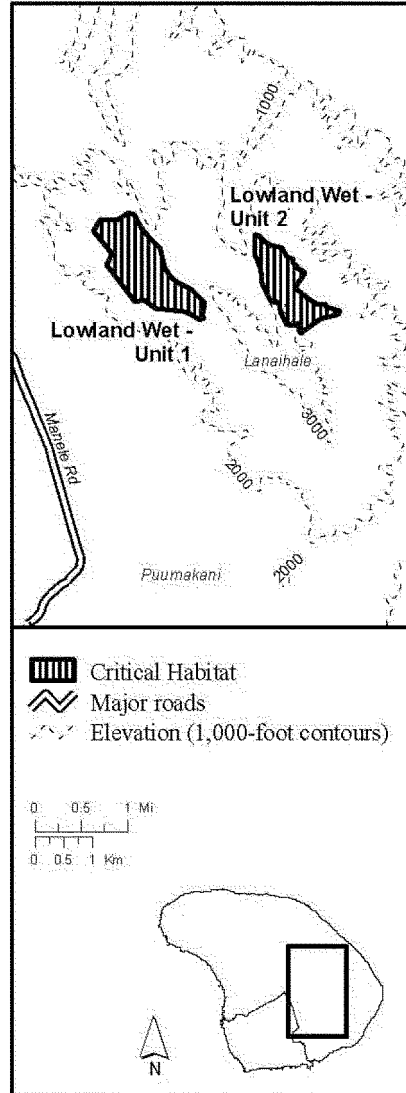 1000
Lowland Wet -
Unit 2
Lowland Wet -
Unit 1
Lanaihale
3000
2000
Manele Rd
2000
Puumakani
Critical Habitat
Major roads
Elevation (1,000-foot contours)
0 0.5 1 Mi
0 0.5 1 Km
N